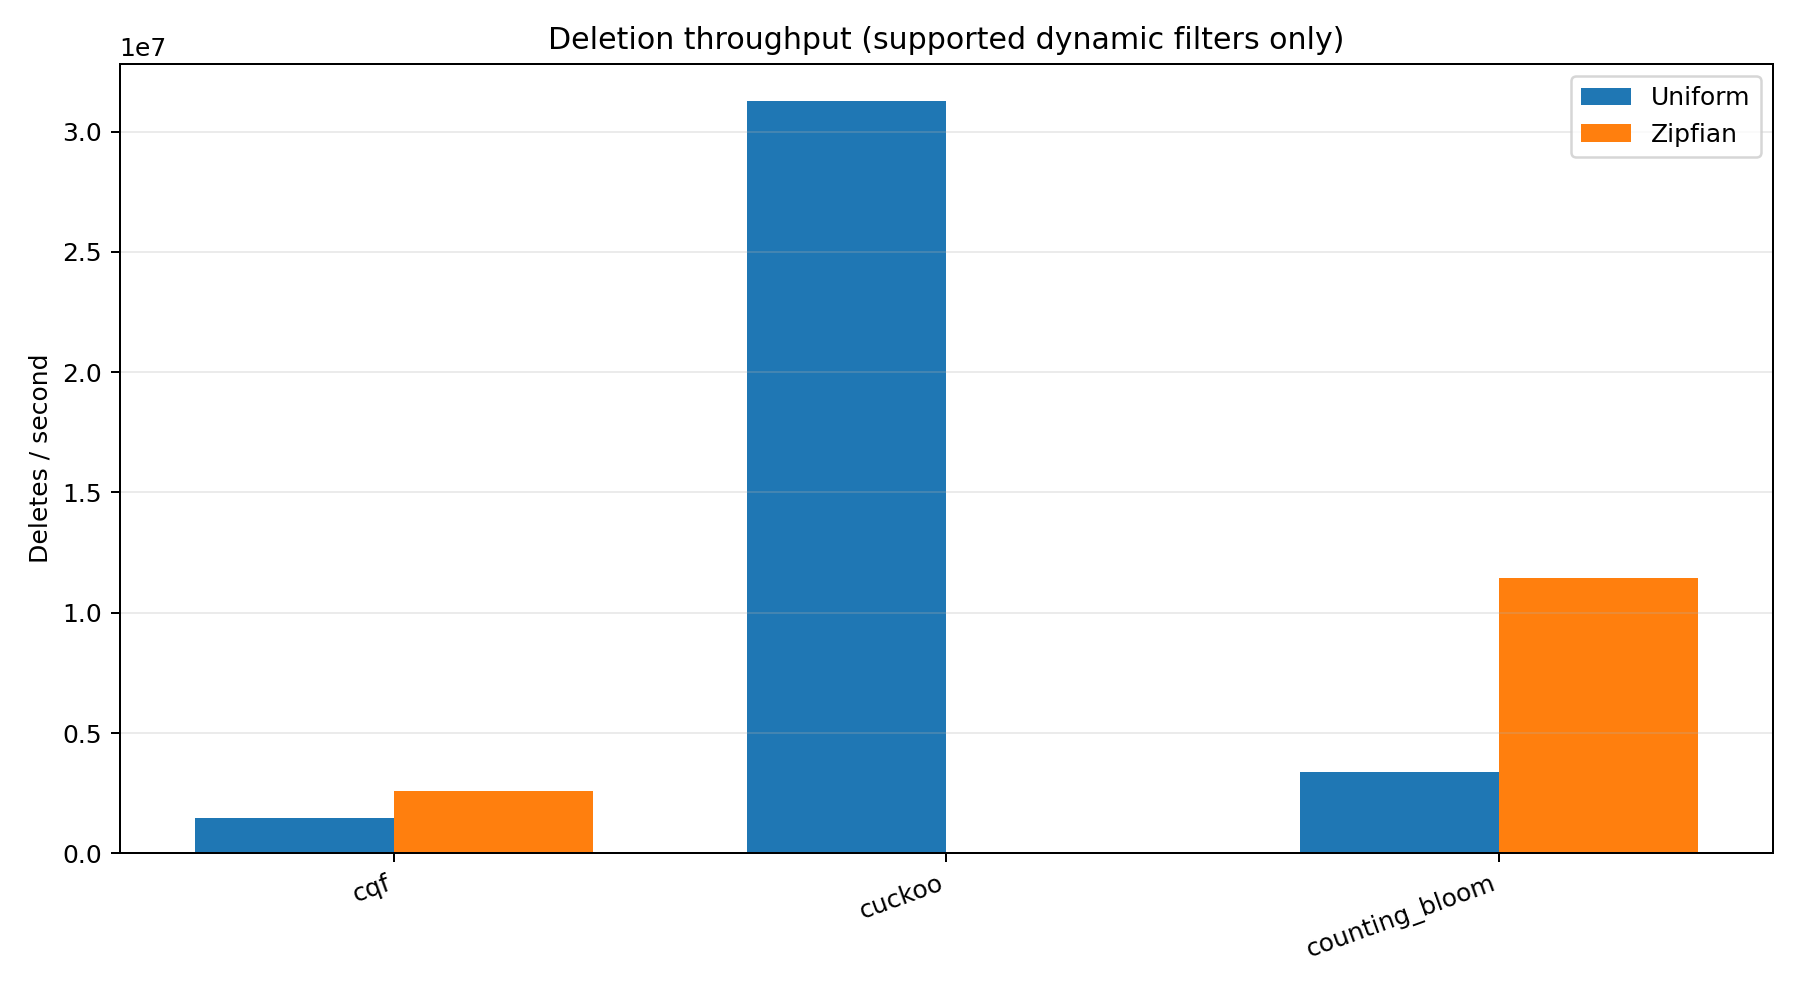 Deletion throughput (supported dynamic filters only)
1e7
Uniform
Zipfian
3.0
2.5
2.0
1.5
1.0
0.5
0.0
Deletes / second
cqf
cuckoo
counting_bloom